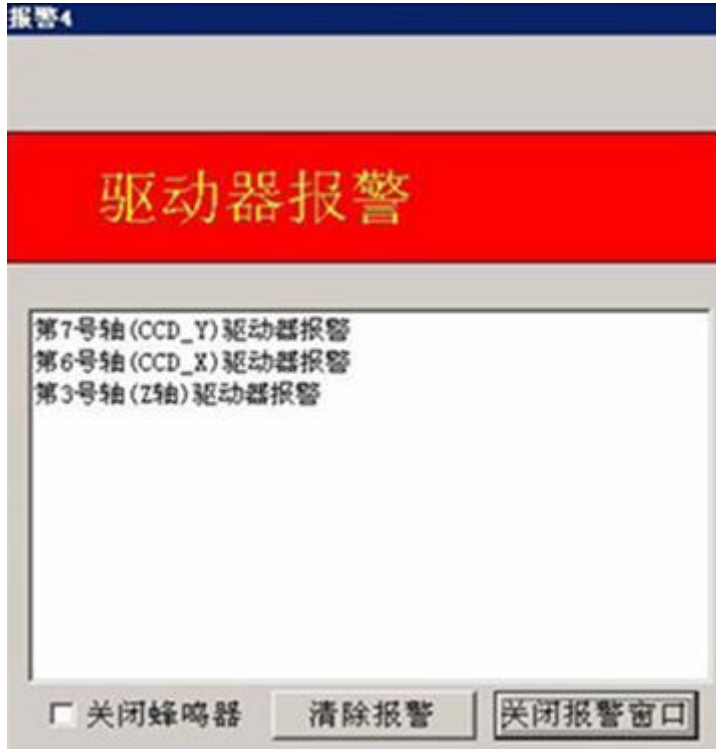 报警4
驱动器报警
第7号轴(CCD_Y)驱动器报警
第6号轴(CCD_X)驱动器报警
第3号轴(Z轴)驱动器报警
关闭蜂鸣器
清除报警
关闭报警窗口